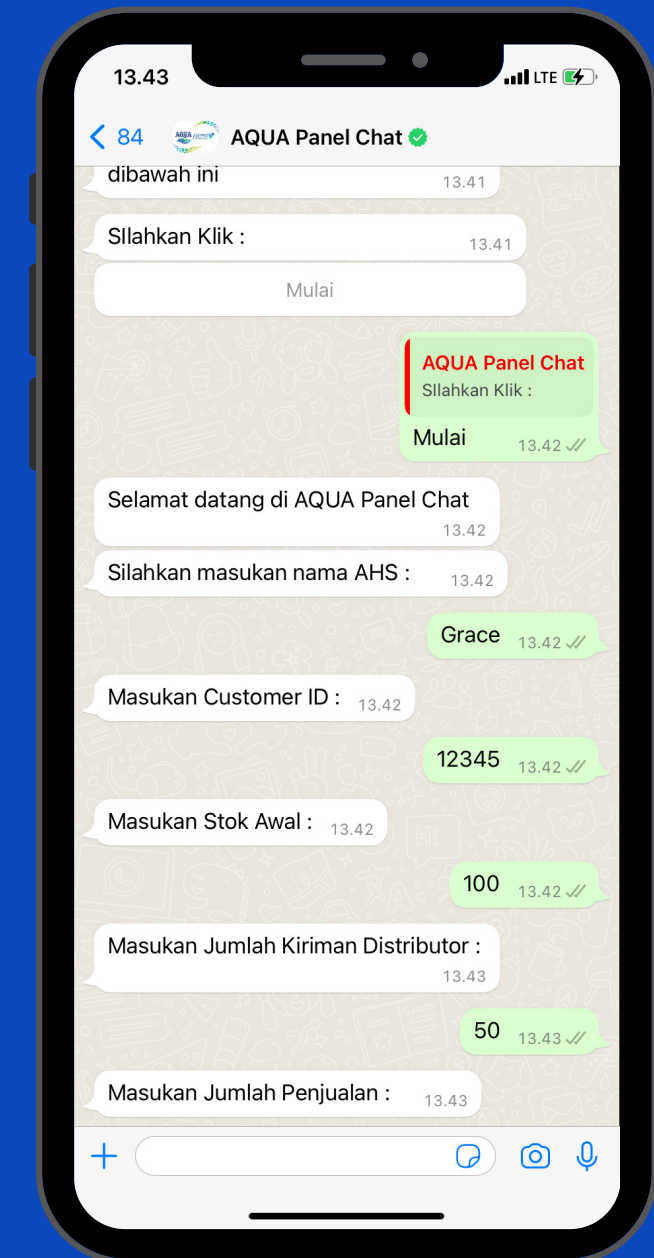 13.43
LTE
84
AQUA Panel Chat
dibawah ini
13.41
SIlahkan Klik :
13.41
Mulai
AQUA Panel Chat
SIlahkan Klik :
Mulai
13.42
Selamat datang di AQUA Panel Chat
13.42
Silahkan masukan nama AHS :
13.42
Grace
13.42
Masukan Customer ID :
13.42
12345
13.42
Masukan Stok Awal :
13.42
100
13.42
Masukan Jumlah Kiriman Distributor :
13.43
50
13.43
Masukan Jumlah Penjualan :
13.43